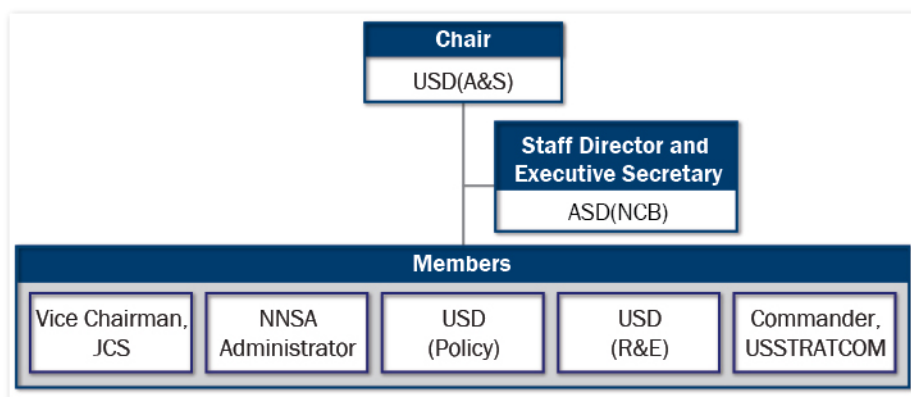 Chair
USD(A&S)
Staff Director and
Executive Secretary
ASD(NCB)
Members
Vice Chairman,
JCS
NNSA
Administrator
USD
(Policy)
USD
(R&E)
Commander,
USSTRATCOM